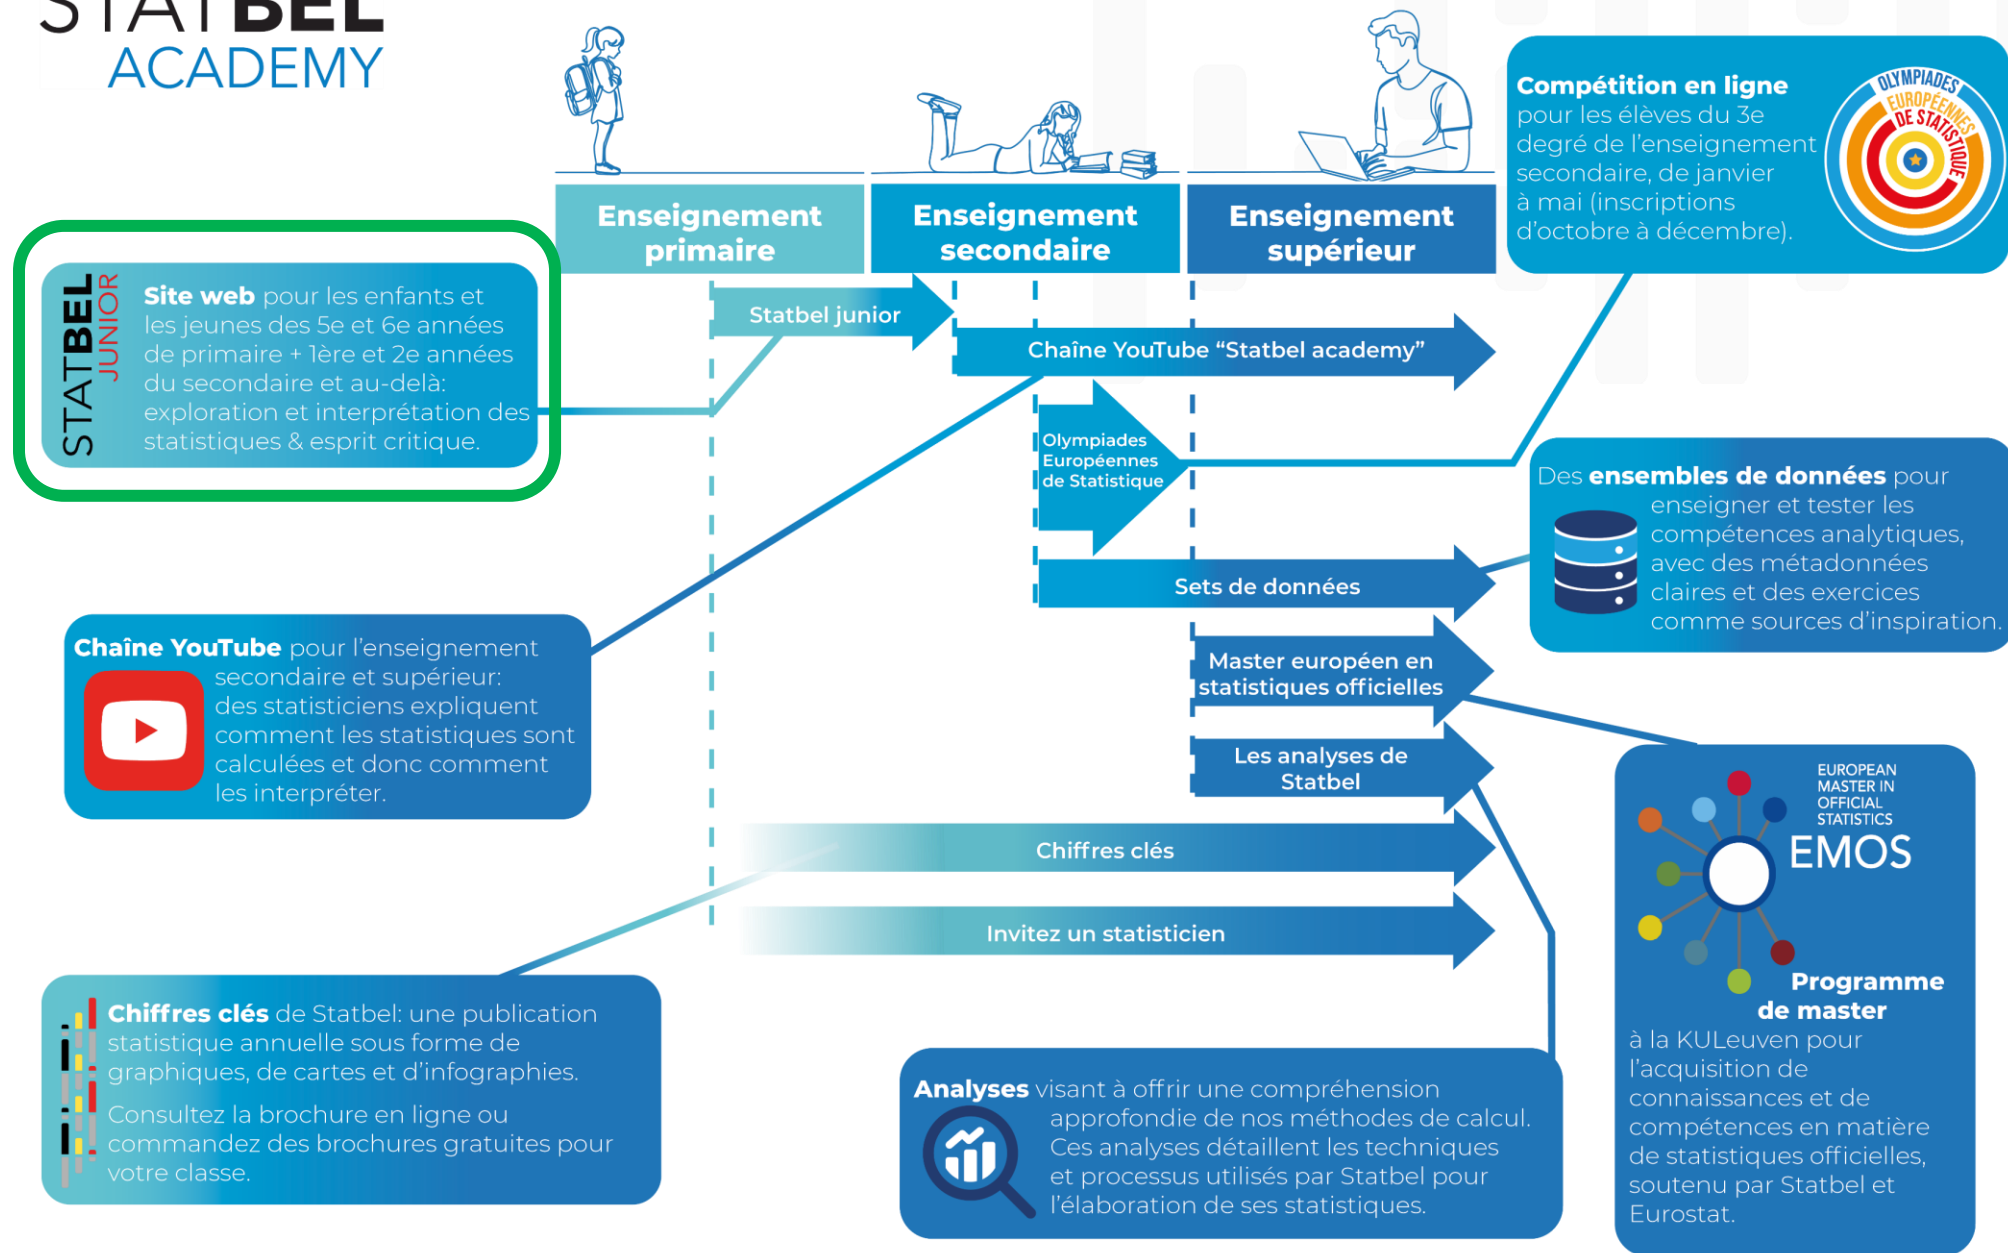 STATBEL
ACADEMY
Enseignement
primaire
Enseignement
secondaire
Enseignement
supérieur
Compétition en ligne
pour les élèves du 3e
degré de l'enseignement
secondaire, de janvier
à mai (inscriptions
d'octobre à décembre).
OLYMPIADES
EUROPÉENNES
DE STATISTIQUE
STATBEL
JUNIOR
Site web pour les enfants et
les jeunes des 5e et 6e années
de primaire + 1ère et 2e années
du secondaire et au-delà:
exploration et interprétation des
statistiques & esprit critique.
Statbel junior
Chaîne YouTube “Statbel academy”
Olympiades
Européennes
de Statistique
Des ensembles de données pour
enseigner et tester les
compétences analytiques,
avec des métadonnées
claires et des exercices
comme sources d'inspiration.
Sets de données
Chaîne YouTube pour l'enseignement
secondaire et supérieur:
des statisticiens expliquent
comment les statistiques sont
calculées et donc comment
les interpréter.
Master européen en
statistiques officielles
Les analyses de
Statbel
Chiffres clés
Invitez un statisticien
EUROPEAN
MASTER IN
OFFICIAL
STATISTICS
EMOS
Programme
de master
à la KULeuven pour
l'acquisition de
connaissances et de
compétences en matière
de statistiques officielles,
soutenu par Statbel et
Eurostat.
Chiffres clés de Statbel: une publication
statistique annuelle sous forme de
graphiques, de cartes et d'infographies.
Consultez la brochure en ligne ou
commandez des brochures gratuites pour
votre classe.
Analyses visant à offrir une compréhension
approfondie de nos méthodes de calcul.
Ces analyses détaillent les techniques
et processus utilisés par Statbel pour
l'élaboration de ses statistiques.